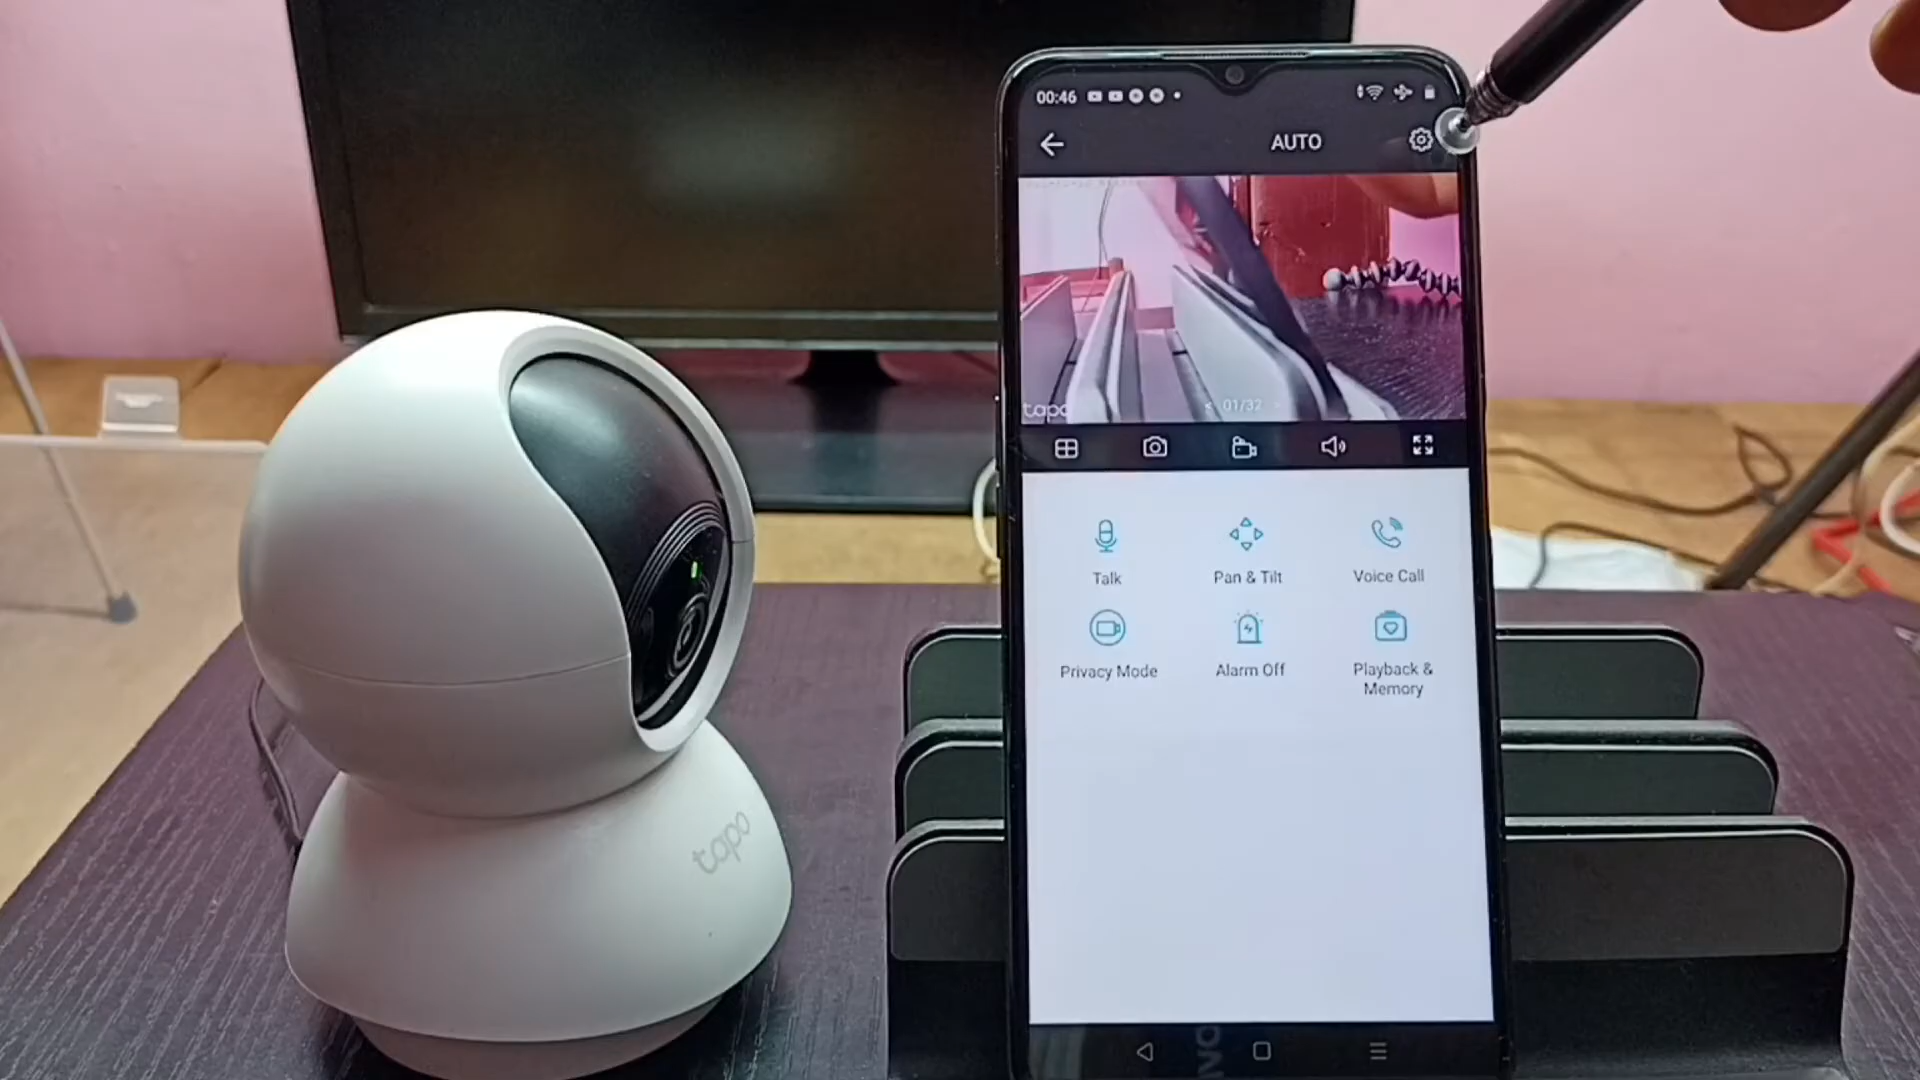 00:46
AUTO
tapo
< 01/32
Talk
Pan & Tilt
Voice Call
Privacy Mode
Alarm Off
Playback &
Memory
tapo